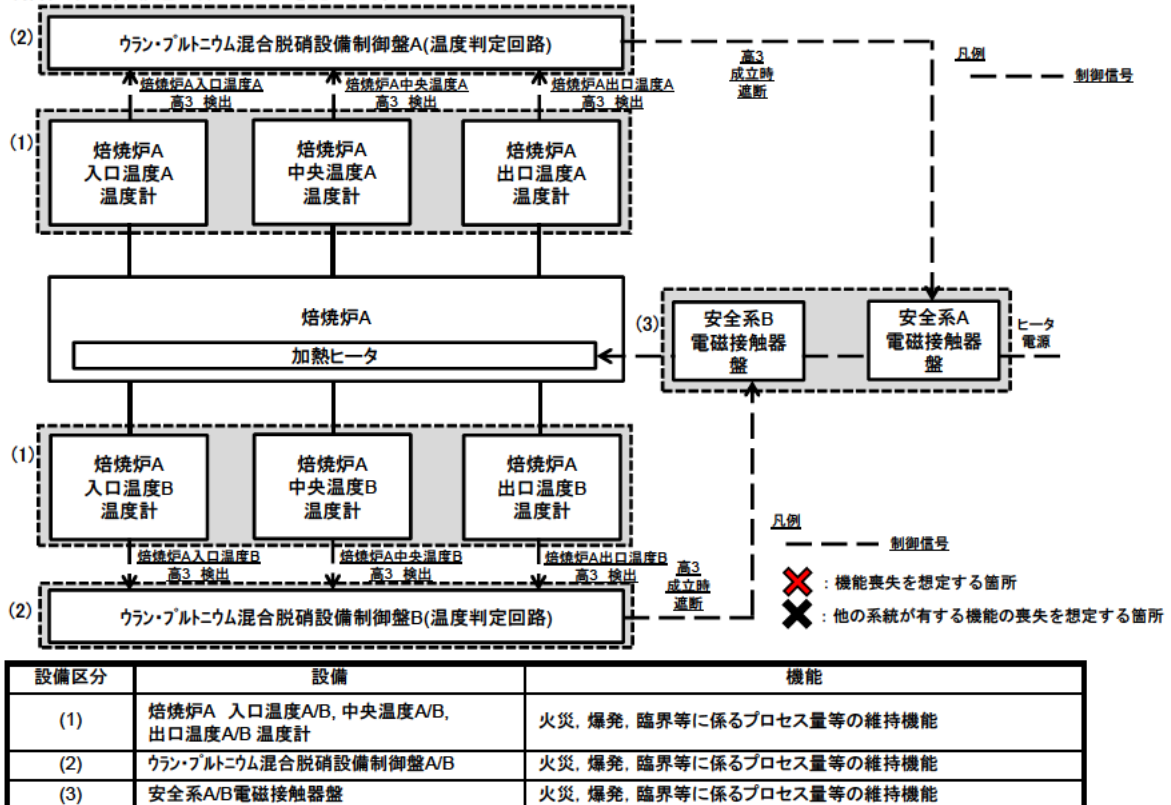 (2)
ウラン・プルトニウム混合脱硝設備制御盤A(温度判定回路)
高3
成立時
遮断
凡例
制御信号
焙焼炉A入口温度A
高3 検出
焙焼炉A中央温度A
高3 検出
焙焼炉A出口温度A
高3 検出
(1)
焙焼炉A
入口温度A
温度計
焙焼炉A
中央温度A
温度計
焙焼炉A
出口温度A
温度計
焙焼炉A
加熱ヒータ
(3)
安全系B
電磁接触器
盤
安全系A
電磁接触器
盤
ヒータ
電源
(1)
焙焼炉A
入口温度B
温度計
焙焼炉A
中央温度B
温度計
焙焼炉A
出口温度B
温度計
焙焼炉A入口温度B
高3 検出
焙焼炉A中央温度B
高3 検出
焙焼炉A出口温度B
高3 検出
高3
成立時
遮断
凡例
制御信号
：機能喪失を想定する箇所
：他の系統が有する機能の喪失を想定する箇所
(2)
ウラン・プルトニウム混合脱硝設備制御盤B(温度判定回路)
設備区分 設備 機能
(1) 焙焼炉A 入口温度A/B, 中央温度A/B, 火災, 爆発, 臨界等に係るプロセス量等の維持機能
出口温度A/B 温度計
(2) ウラン・プルトニウム混合脱硝設備制御盤A/B 火災, 爆発, 臨界等に係るプロセス量等の維持機能
(3) 安全系A/B電磁接触器盤 火災, 爆発, 臨界等に係るプロセス量等の維持機能